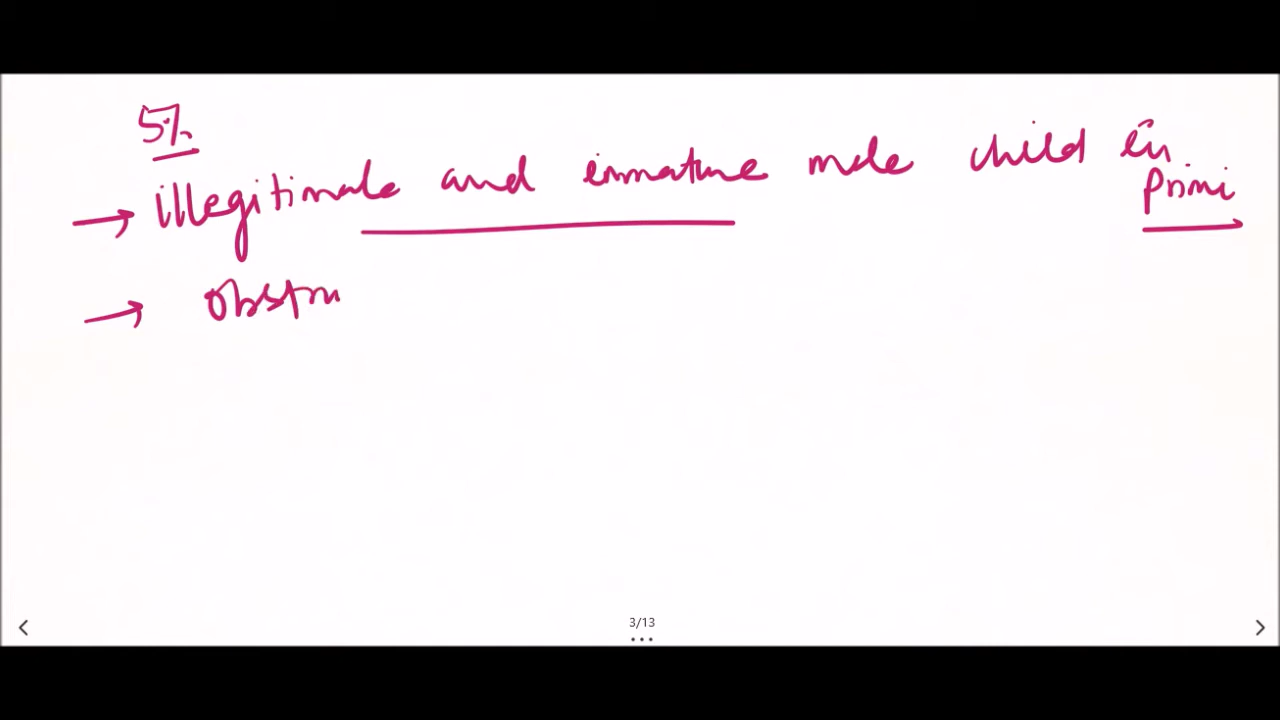 5%
→ illegitimate and immature male child in
primi
→ Obstru
3/13